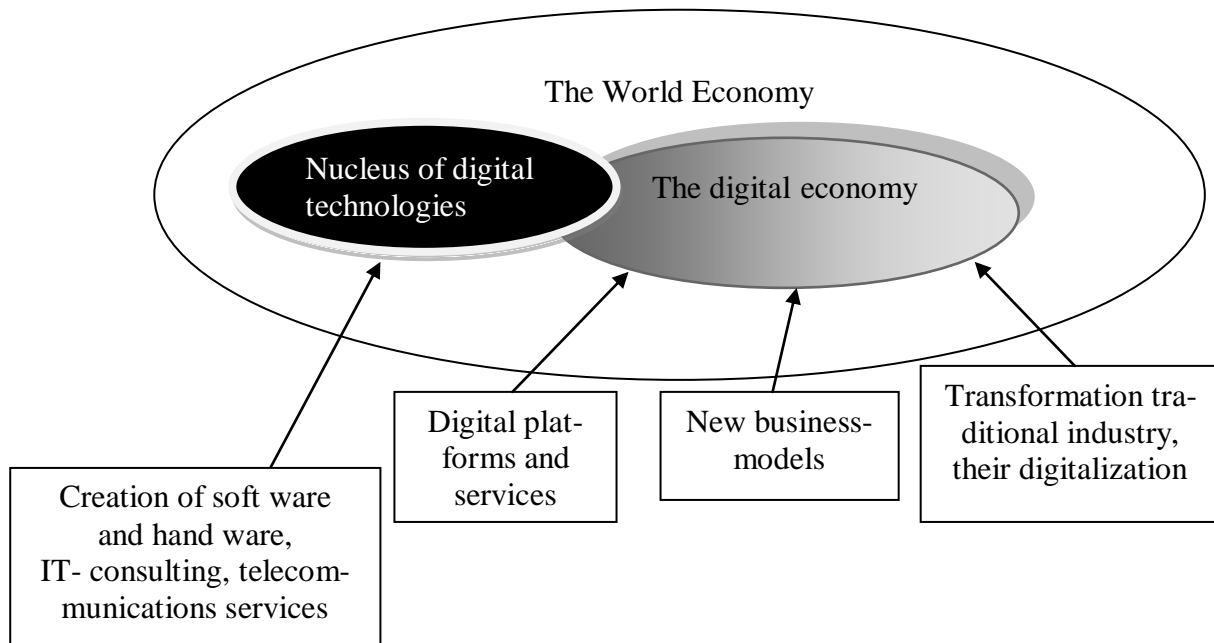 The World Economy
Nucleus of digital
technologies
The digital economy
Digital plat-
forms and
services
New business-
models
Transformation tra-
ditional industry,
their digitalization
Creation of soft ware
and hand ware,
IT- consulting, telecom-
munications services